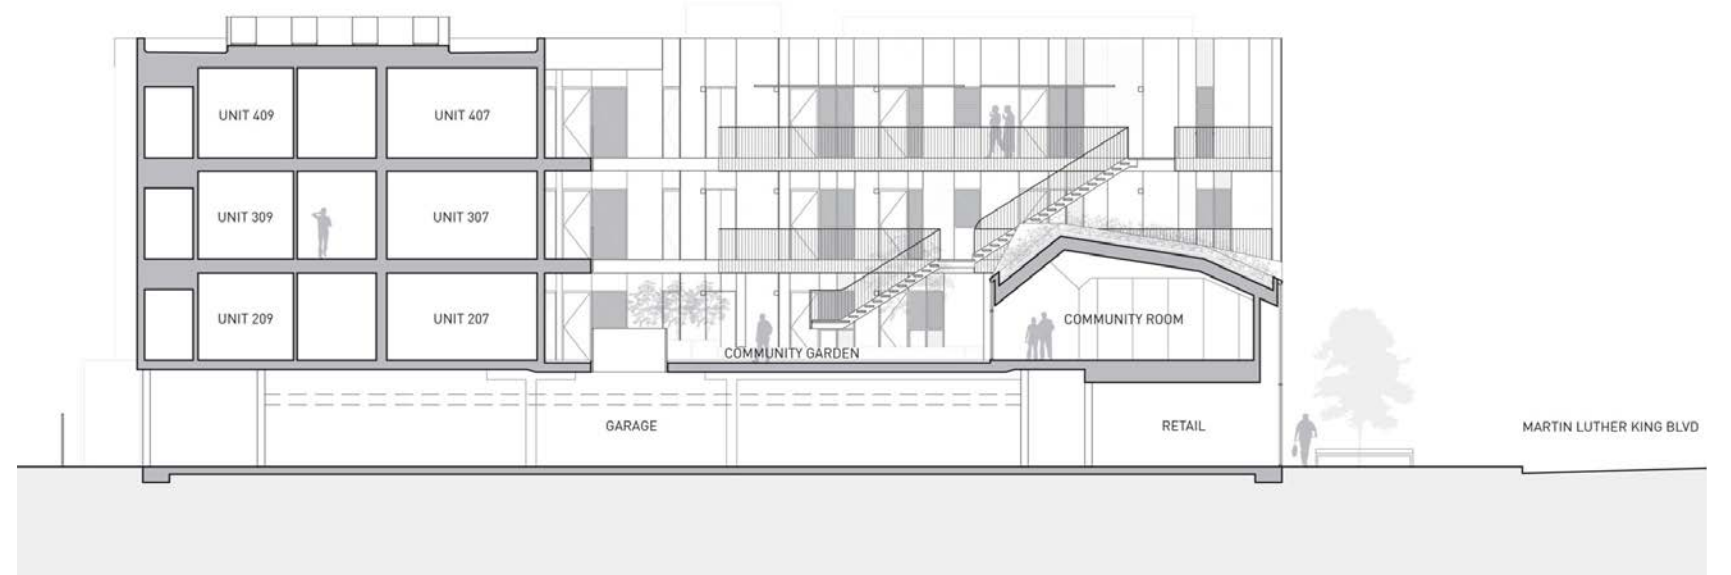 UNIT 409
UNIT 407
UNIT 309
UNIT 307
UNIT 209
UNIT 207
COMMUNITY ROOM
COMMUNITY GARDEN
GARAGE
RETAIL
MARTIN LUTHER KING BLVD